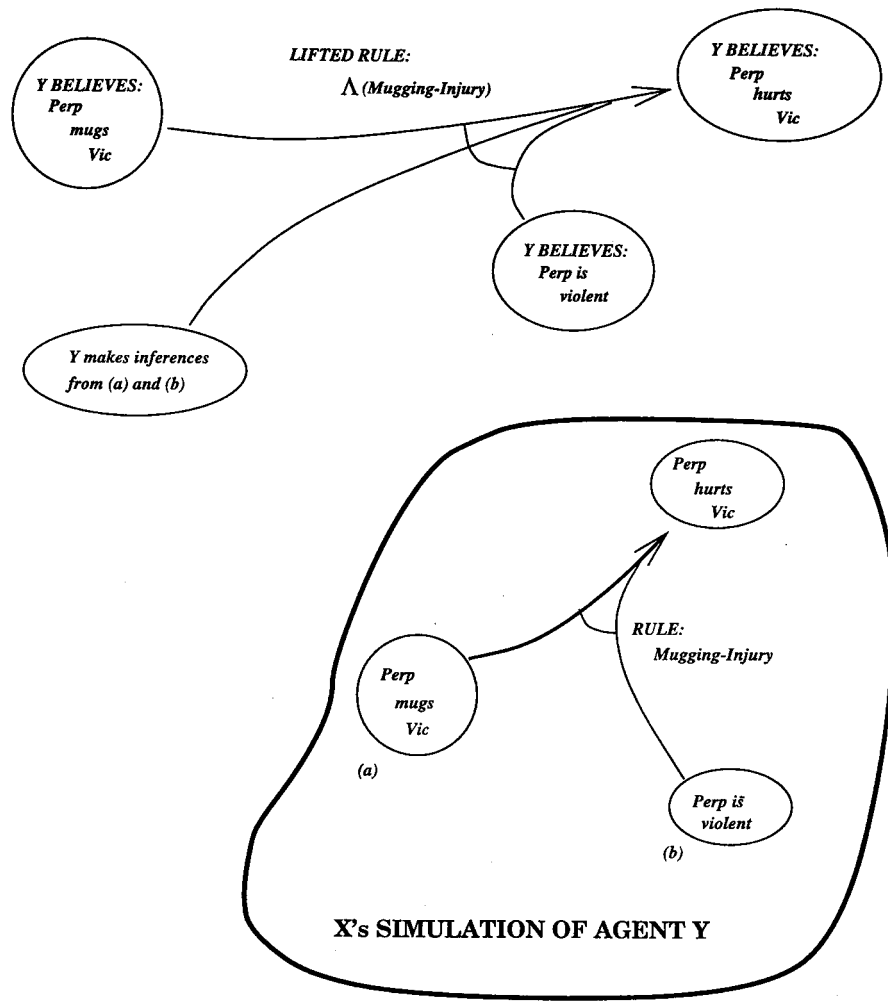 LIFTED RULE:
Λ (Mugging-Injury)
Y BELIEVES:
Perp
mugs
Vic
Y BELIEVES:
Perp
hurts
Vic
Y BELIEVES:
Perp is
violent
Y makes inferences
from (a) and (b)
Perp
hurts
Vic
RULE:
Mugging-Injury
Perp
mugs
Vic
(a)
Perp is
violent
(b)
X's SIMULATION OF AGENT Y